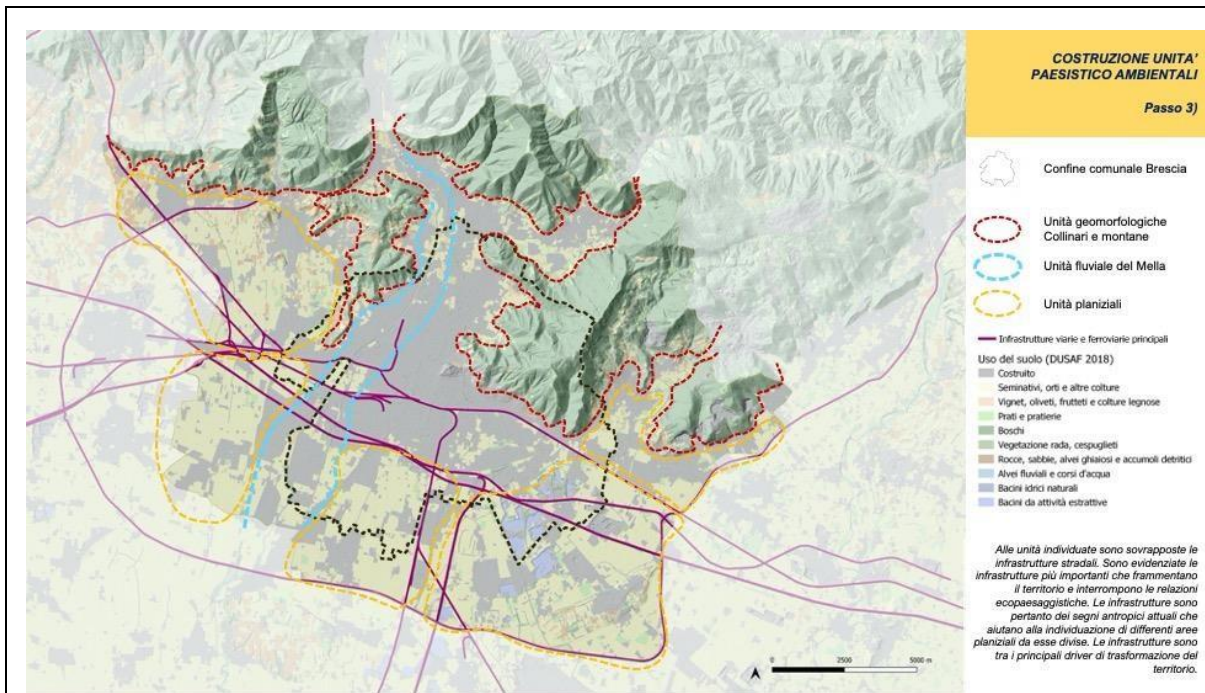 COSTRUZIONE UNITA'
PAESISTICO AMBIENTALI
Passo 3)
Confine comunale Brescia
Unità geomorfologiche
Collinari e montane
Unità fluviale del Mella
Unità planiziali
Infrastrutture viarie e ferroviarie principali
Uso del suolo (DUSAF 2018)
Costruito
Seminativi, orti e altre colture
Vignet, oliveti, frutteti e colture legnose
Prati e pratierie
Boschi
Vegetazione rada, cespuglieti
Rocce, sabbie, alvei ghiaiosi e accumoli detritici
Alvei fluviali e corsi d'acqua
Bacini idrici naturali
Bacini da attività estrattive
Alle unità individuate sono sovrapposte le
infrastrutture stradali. Sono evidenziate le
infrastrutture più importanti che frammentano
il territorio e interrompono le relazioni
ecopaesaggistiche. Le infrastrutture sono
pertanto dei segni antropici attuali che
aiutano alla individuazione di differenti aree
planiziali da esse divise. Le infrastrutture sono
tra i principali driver di trasformazione del
territorio.
0 2500 5000 m